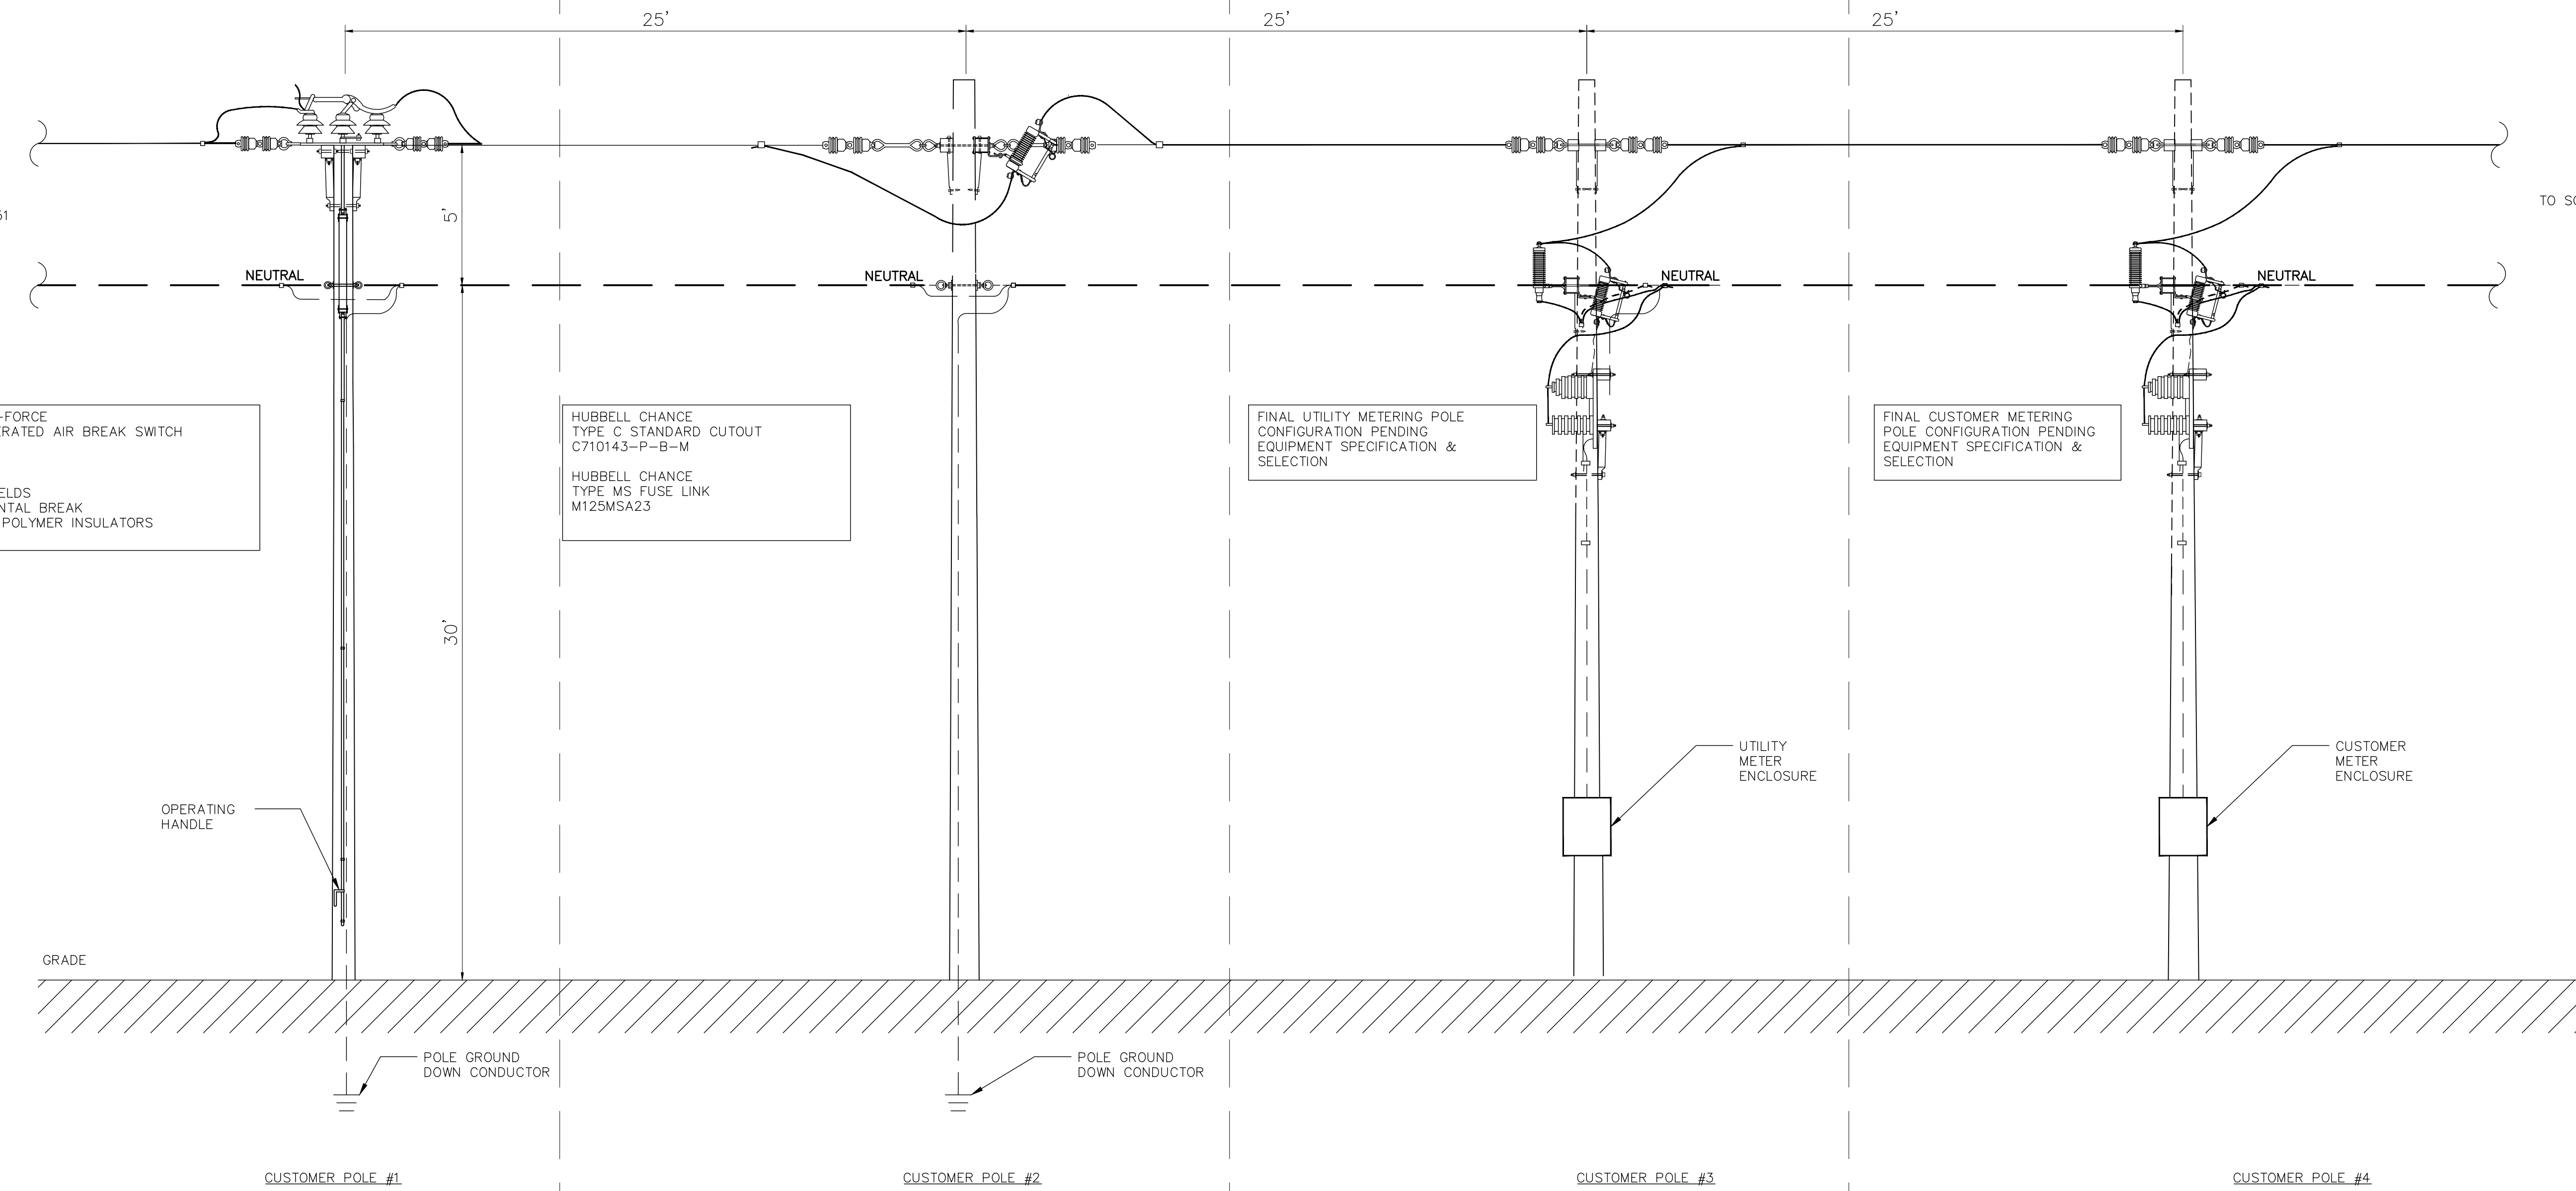 25'
25'
25'
61
TO SO
5'
NEUTRAL
NEUTRAL
NEUTRAL
NEUTRAL
-FORCE
ERATED AIR BREAK SWITCH
ELDS
NTAL BREAK
POLYMER INSULATORS
HUBBELL CHANCE
TYPE C STANDARD CUTOUT
C710143-P-B-M
HUBBELL CHANCE
TYPE MS FUSE LINK
M125MSA23
FINAL UTILITY METERING POLE
CONFIGURATION PENDING
EQUIPMENT SPECIFICATION &
SELECTION
FINAL CUSTOMER METERING
POLE CONFIGURATION PENDING
EQUIPMENT SPECIFICATION &
SELECTION
30'
OPERATING
HANDLE
UTILITY
METER
ENCLOSURE
CUSTOMER
METER
ENCLOSURE
GRADE
POLE GROUND
DOWN CONDUCTOR
POLE GROUND
DOWN CONDUCTOR
CUSTOMER POLE #1
CUSTOMER POLE #2
CUSTOMER POLE #3
CUSTOMER POLE #4